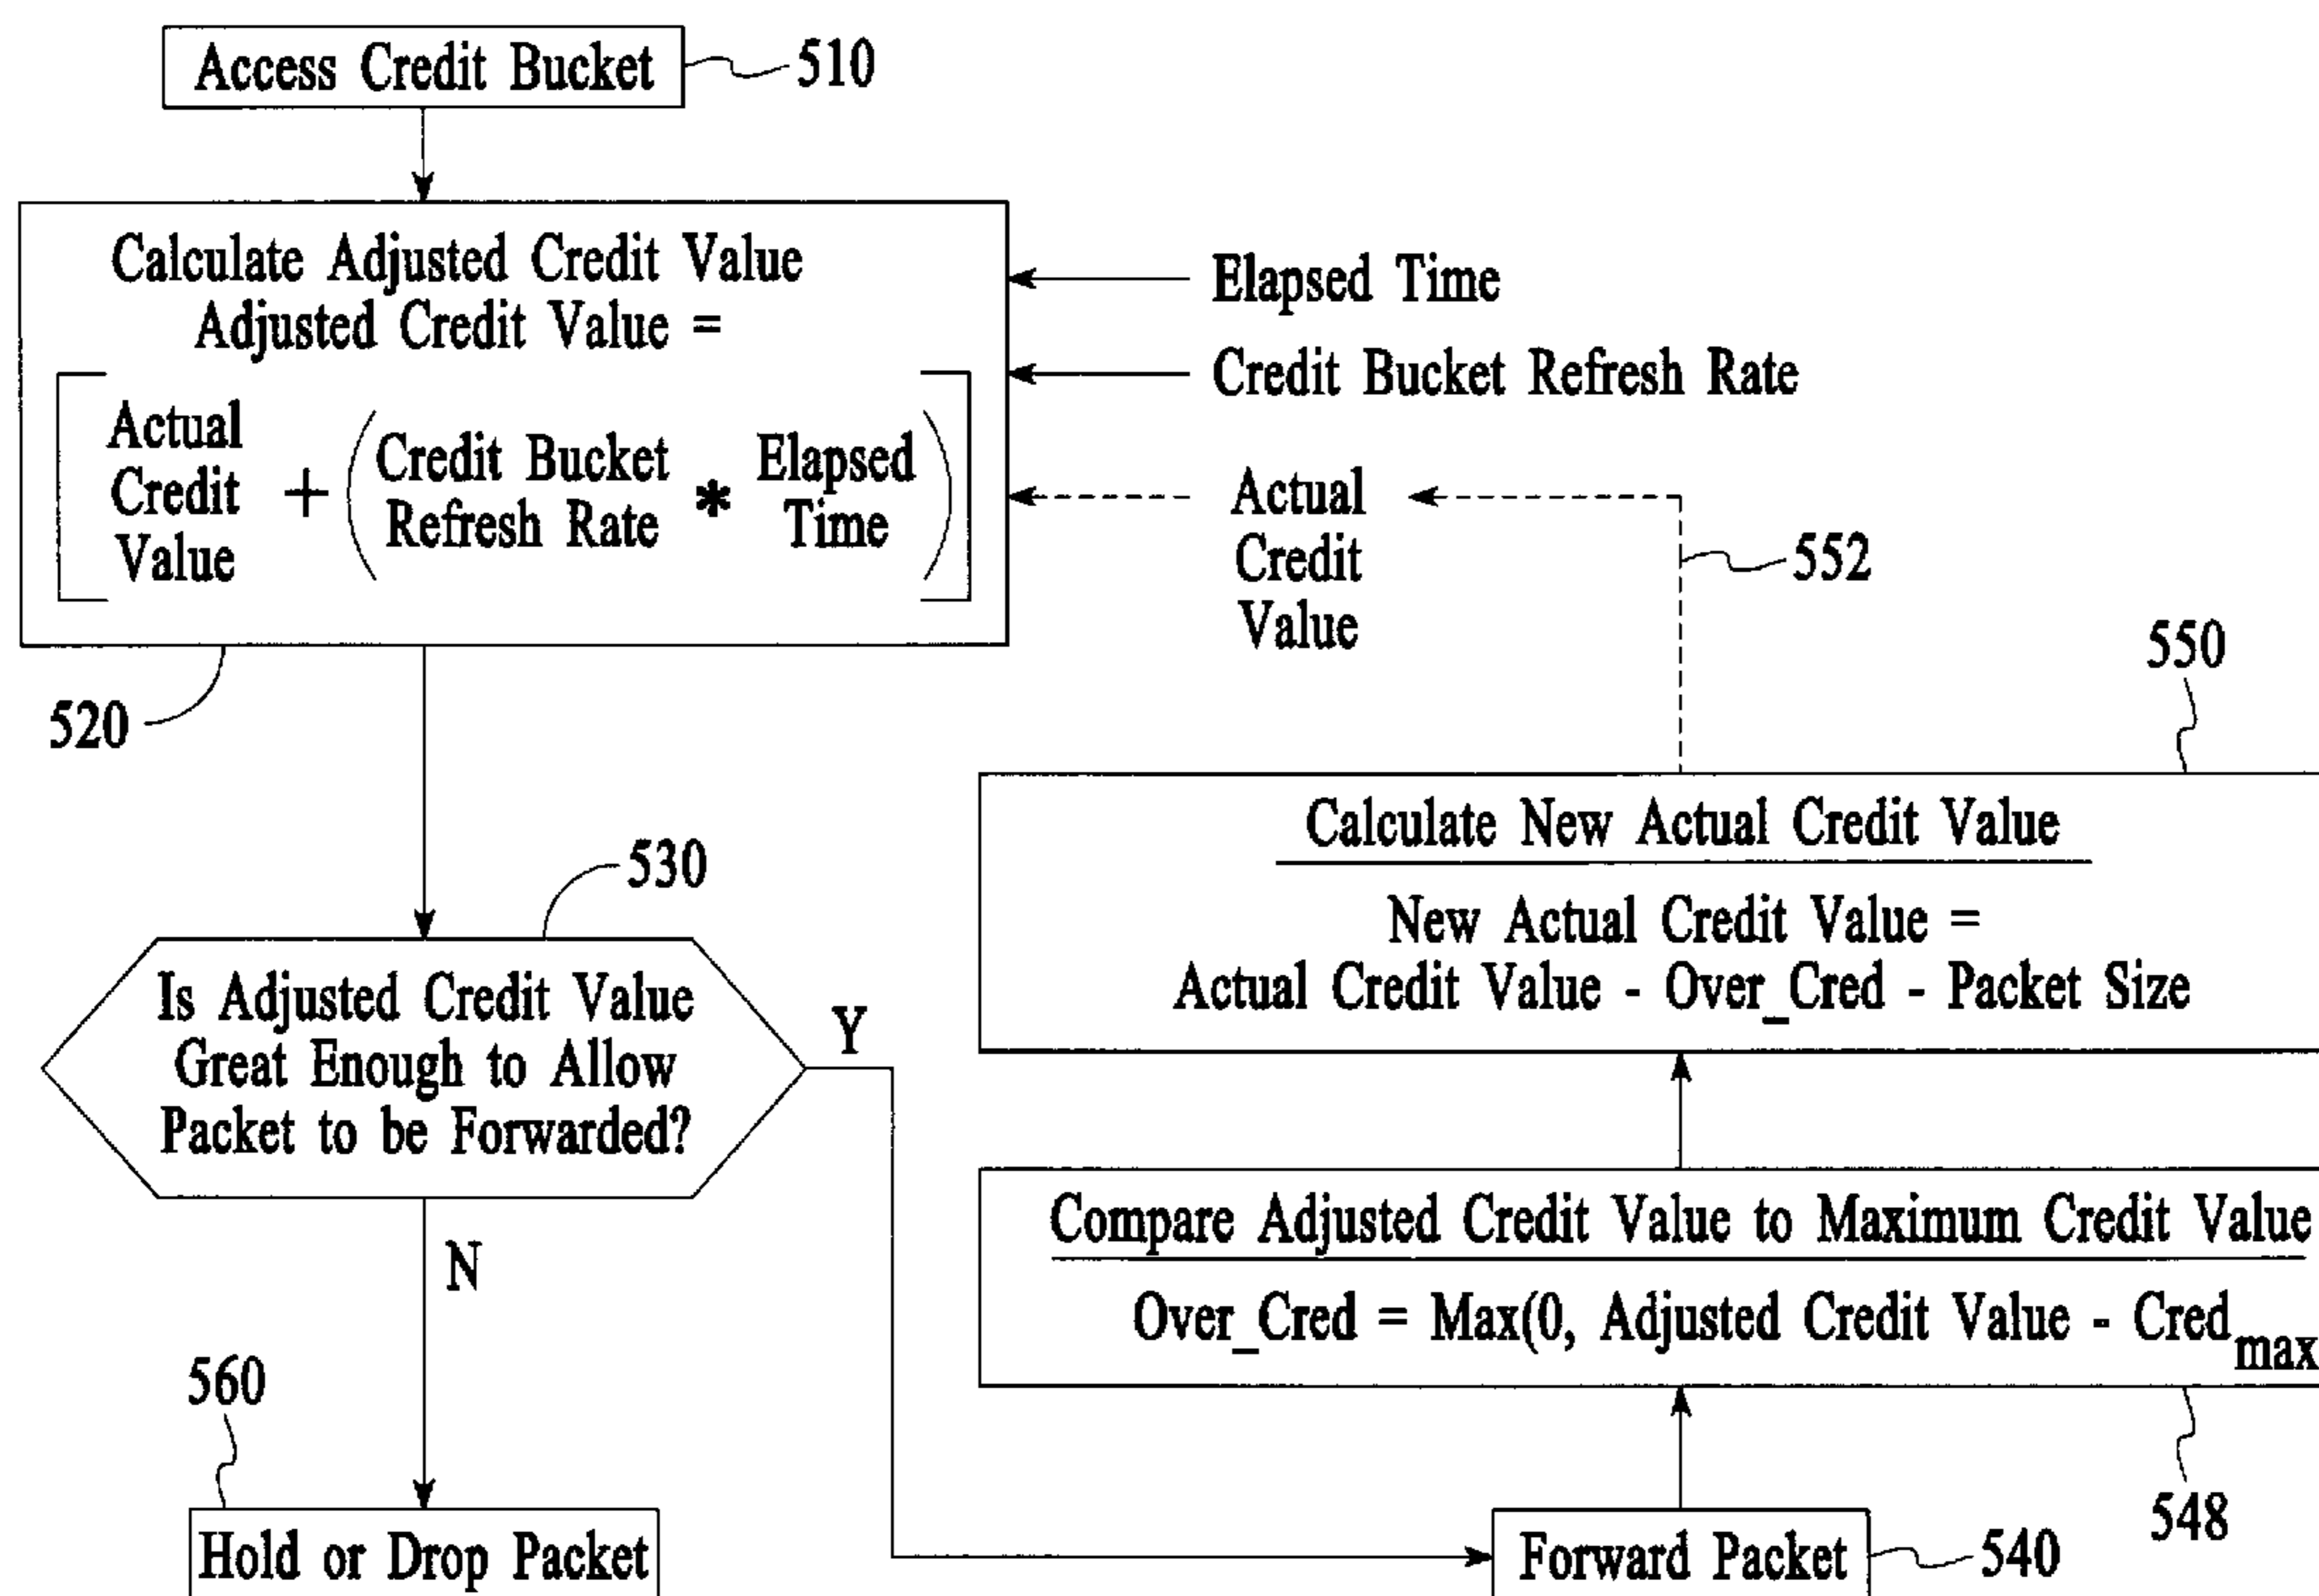 Access Credit Bucket
510
Calculate Adjusted Credit Value
Adjusted Credit Value =
Actual
Credit
Value
+
Credit Bucket
Refresh Rate
*
Elapsed
Time
520
Elapsed Time
Credit Bucket Refresh Rate
Actual
Credit
Value
552
550
Calculate New Actual Credit Value
New Actual Credit Value =
Actual Credit Value - Over_Cred - Packet Size
530
Is Adjusted Credit Value
Great Enough to Allow
Packet to be Forwarded?
Y
N
Compare Adjusted Credit Value to Maximum Credit Value
Over_Cred = Max(0, Adjusted Credit Value - Cred max
548
560
Hold or Drop Packet
Forward Packet
540